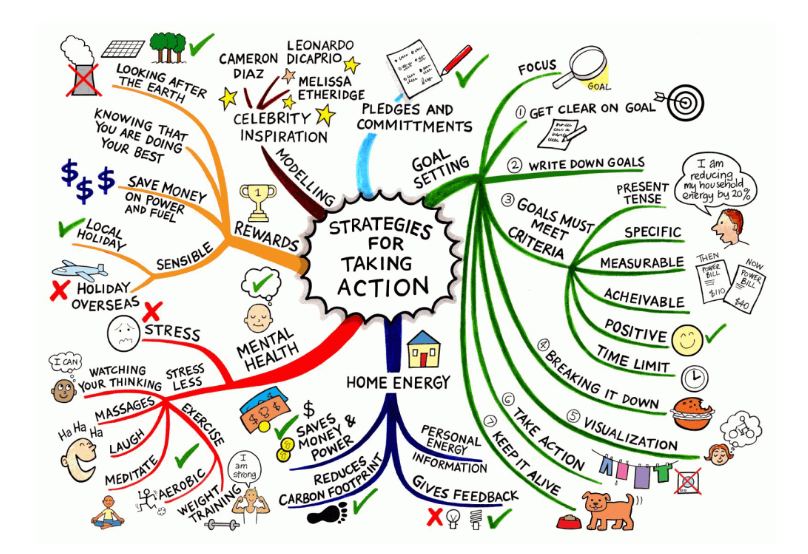 STRATEGIES
FOR
TAKING
ACTION
GOAL
SETTING
FOCUS
GOAL
1 GET CLEAR ON GOAL
2 WRITE DOWN GOALS
3 GOALS MUST
MEET
CRITERIA
PRESENT
TENSE
I am
reducing
my household
energy by 20%
SPECIFIC
MEASURABLE
THEN
POWER
BILL
$110
NOW
POWER
BILL
$40
ACHEIVABLE
POSITIVE
TIME LIMIT
4 BREAKING IT DOWN
5 VISUALIZATION
6 TAKE ACTION
7 KEEP IT ALIVE
HOME ENERGY
PERSONAL
ENERGY
INFORMATION
GIVES FEEDBACK
$
SAVES
MONEY &
POWER
REDUCES
CARBON FOOTPRINT
MENTAL
HEALTH
STRESS
STRESS
LESS
WATCHING
YOUR THINKING
I CAN!
MASSAGES
LAUGH
Ha Ha Ha
MEDITATE
EXERCISE
AEROBIC
WEIGHT
TRAINING
I
am
strong
REWARDS
1
SENSIBLE
HOLIDAY
OVERSEAS
LOCAL
HOLIDAY
SAVE MONEY
ON POWER
AND FUEL
$ $ $
KNOWING THAT
YOU ARE DOING
YOUR BEST
LOOKING AFTER
THE EARTH
MODELLING
CELEBRITY
INSPIRATION
CAMERON
DIAZ
LEONARDO
DICAPRIO
MELISSA
ETHERIDGE
PLEDGES AND
COMMITTMENTS